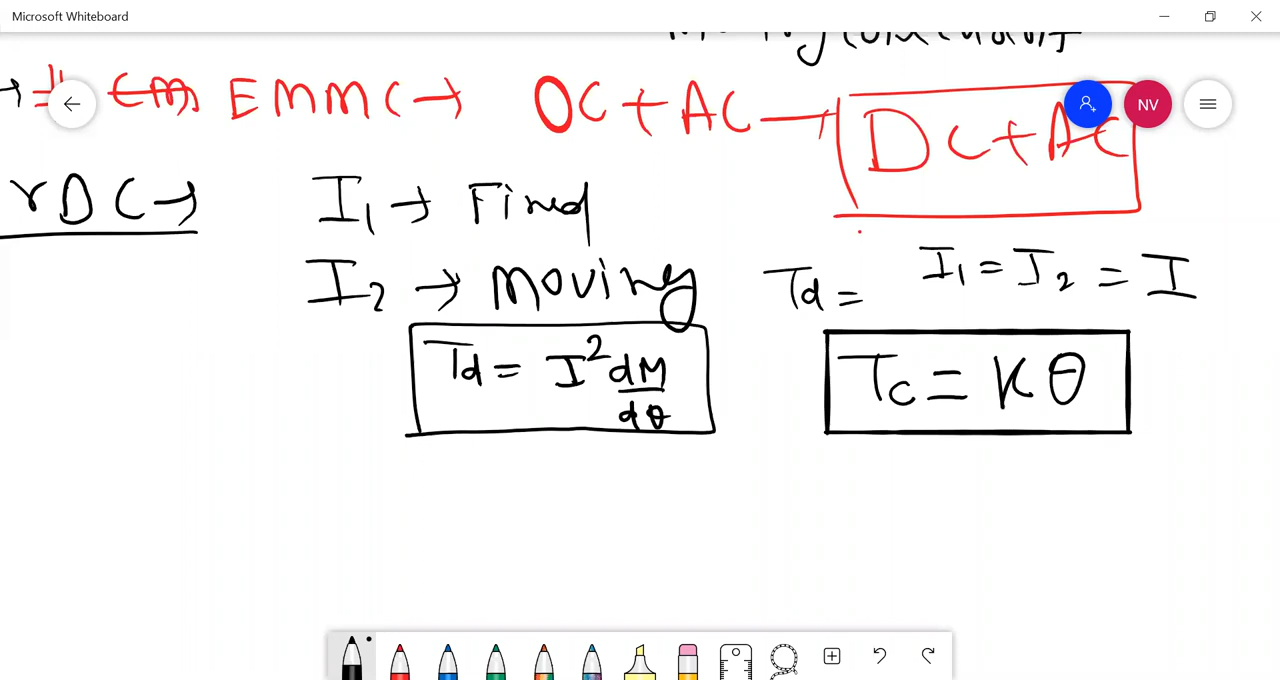 Microsoft Whiteboard
→ EMMC → DC + AC → DC + AC
NV
rDC →
I₁ → Fixed
I₂ → moving
Td = I₁ = I₂ = I
Td = I² dM/dθ
Tc = Kθ